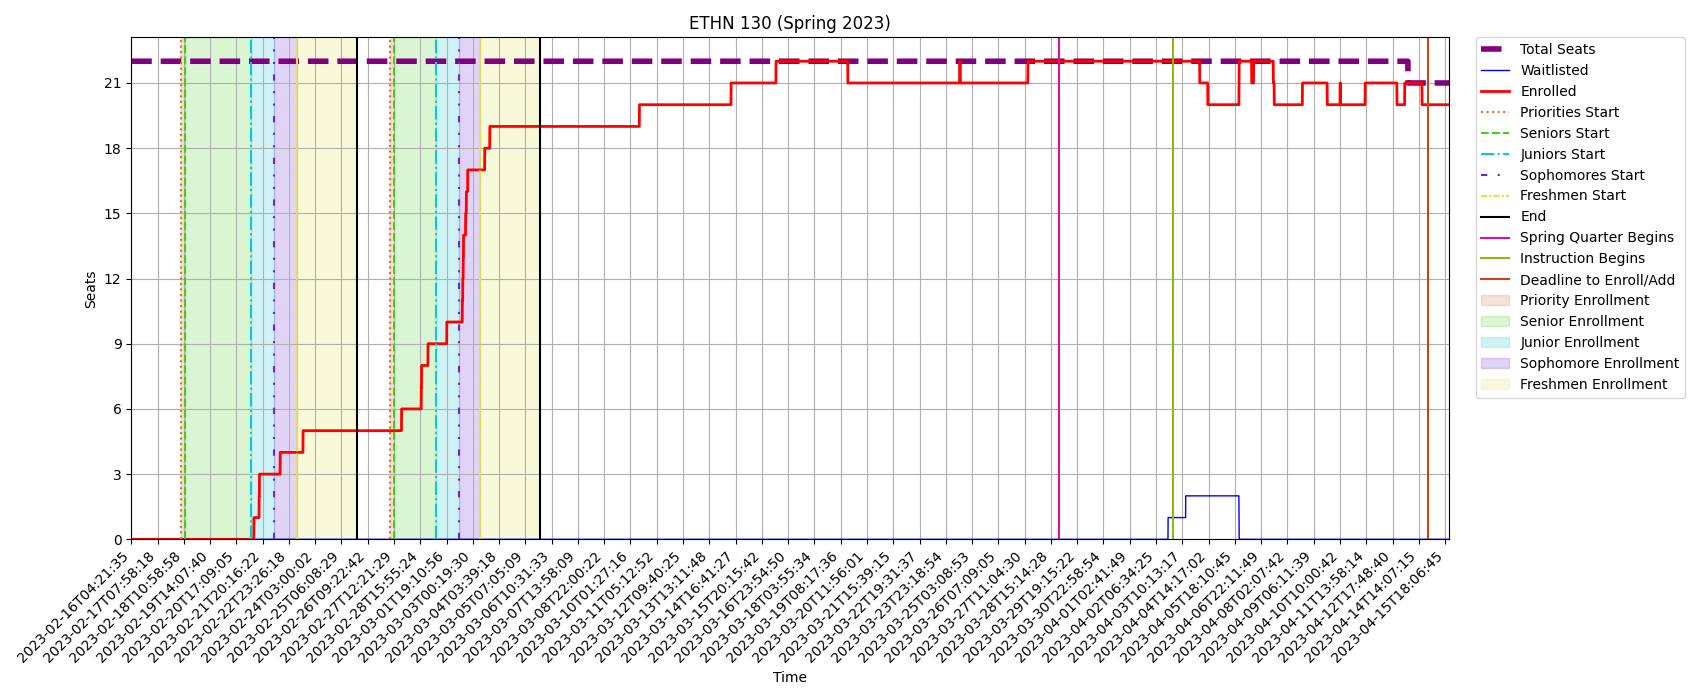 ETHN 130 (Spring 2023)
Total Seats
Waitlisted
Enrolled
Priorities Start
Seniors Start
Juniors Start
Sophomores Start
Freshmen Start
End
Spring Quarter Begins
Instruction Begins
Deadline to Enroll/Add
Priority Enrollment
Senior Enrollment
Junior Enrollment
Sophomore Enrollment
Freshmen Enrollment
Seats
21
18
15
12
9
6
3
0
2023-02-16T04:21:35
2023-02-17T07:58:18
2023-02-18T10:58:58
2023-02-19T14:07:40
2023-02-20T17:09:05
2023-02-21T20:16:22
2023-02-22T23:26:18
2023-02-24T03:00:02
2023-02-25T06:08:29
2023-02-26T09:22:42
2023-02-27T12:21:29
2023-02-28T15:55:24
2023-03-01T19:10:56
2023-03-03T00:19:30
2023-03-04T03:39:18
2023-03-05T07:05:09
2023-03-06T10:31:33
2023-03-07T13:58:09
2023-03-08T22:00:22
2023-03-10T01:27:16
2023-03-11T05:12:52
2023-03-12T09:40:25
2023-03-13T13:11:48
2023-03-14T16:41:27
2023-03-15T20:15:42
2023-03-16T23:54:50
2023-03-18T03:55:34
2023-03-19T08:17:36
2023-03-20T11:56:01
2023-03-21T15:39:15
2023-03-22T19:31:37
2023-03-23T23:18:54
2023-03-25T03:08:53
2023-03-26T07:09:05
2023-03-27T11:04:30
2023-03-28T15:14:28
2023-03-29T19:15:22
2023-03-30T22:58:54
2023-04-01T02:41:49
2023-04-02T06:34:25
2023-04-03T10:13:17
2023-04-04T14:17:02
2023-04-05T18:10:45
2023-04-06T22:11:49
2023-04-08T02:07:42
2023-04-09T06:11:39
2023-04-10T10:00:42
2023-04-11T13:58:14
2023-04-12T17:48:40
2023-04-14T14:07:15
2023-04-15T18:06:45
Time